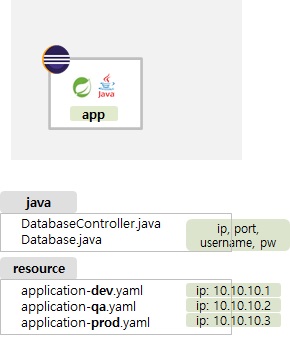 Java
app
java
DatabaseController.java
Database.java
ip, port,
username, pw
resource
application-dev.yaml
ip: 10.10.10.1
application-qa.yaml
ip: 10.10.10.2
application-prod.yaml
ip: 10.10.10.3